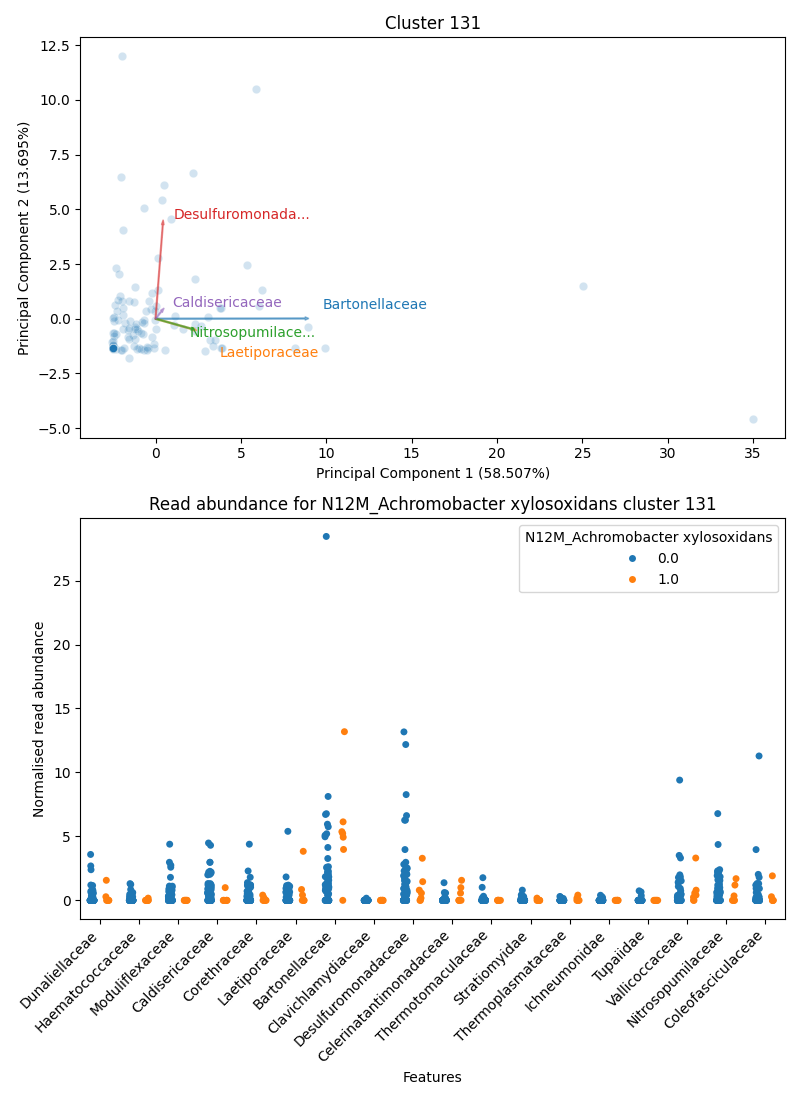 Cluster 131
12.5
10.0
7.5
5.0
2.5
0.0
−2.5
−5.0
Principal Component 2 (13.695%)
Desulfuromonada...
Caldisericaceae
Bartonellaceae
Nitrosopumilace...
Laetiporaceae
0 5 10 15 20 25 30 35
Principal Component 1 (58.507%)
Read abundance for N12M_Achromobacter xylosoxidans cluster 131
N12M_Achromobacter xylosoxidans
0.0
1.0
25
20
15
10
5
0
Normalised read abundance
Dunaliellaceae
Haematococcaceae
Moduliflexaceae
Caldisericaceae
Corethraceae
Laetiporaceae
Bartonellaceae
Clavichlamydiaceae
Desulfuromonadaceae
Celerinatantimonadaceae
Thermotomaculaceae
Stratiomyidae
Thermoplasmataceae
Ichneumonidae
Tupaiidae
Vallicoccaceae
Nitrosopumilaceae
Coleofasciculaceae
Features